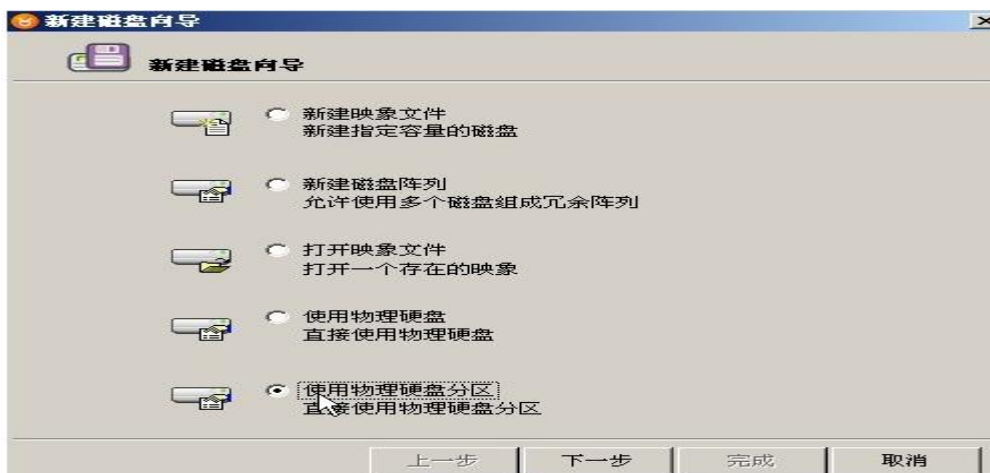 新建磁盘向导
新建磁盘向导
新建映象文件
新建指定容量的磁盘
新建磁盘阵列
允许使用多个磁盘组成冗余阵列
打开映象文件
打开一个存在的映象
使用物理硬盘
直接使用物理硬盘
使用物理硬盘分区
直接使用物理硬盘分区
上一步 下一步 完成 取消